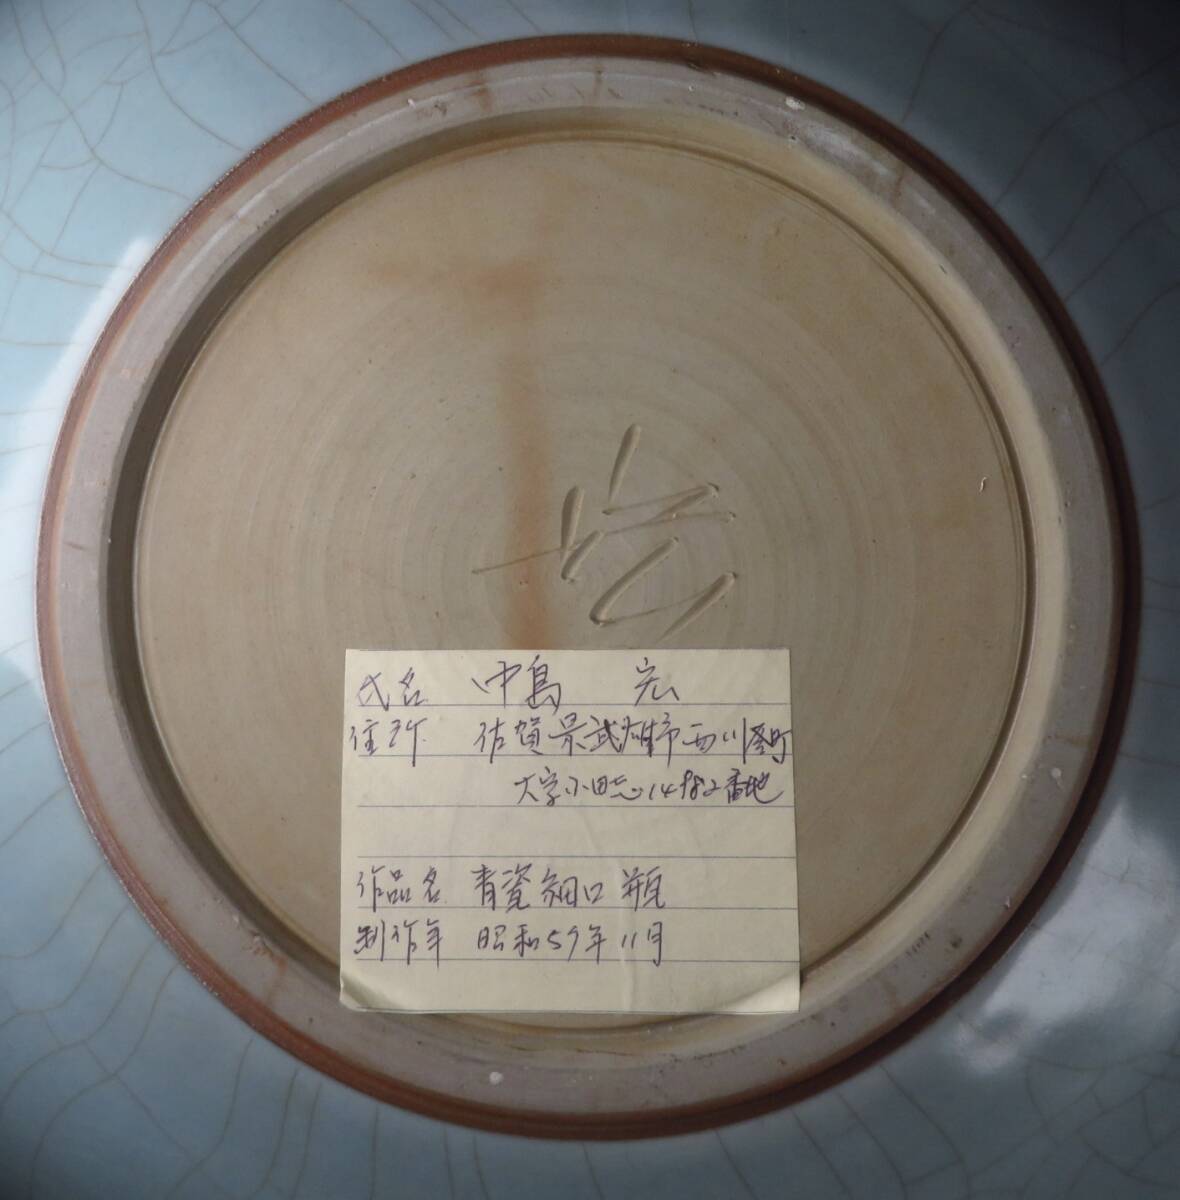 宏
氏名 中島 宏
住所 佐賀県武雄市西川登町
大字小田志14982番地
作品名 青瓷細口瓶
制作年 昭和59年11月